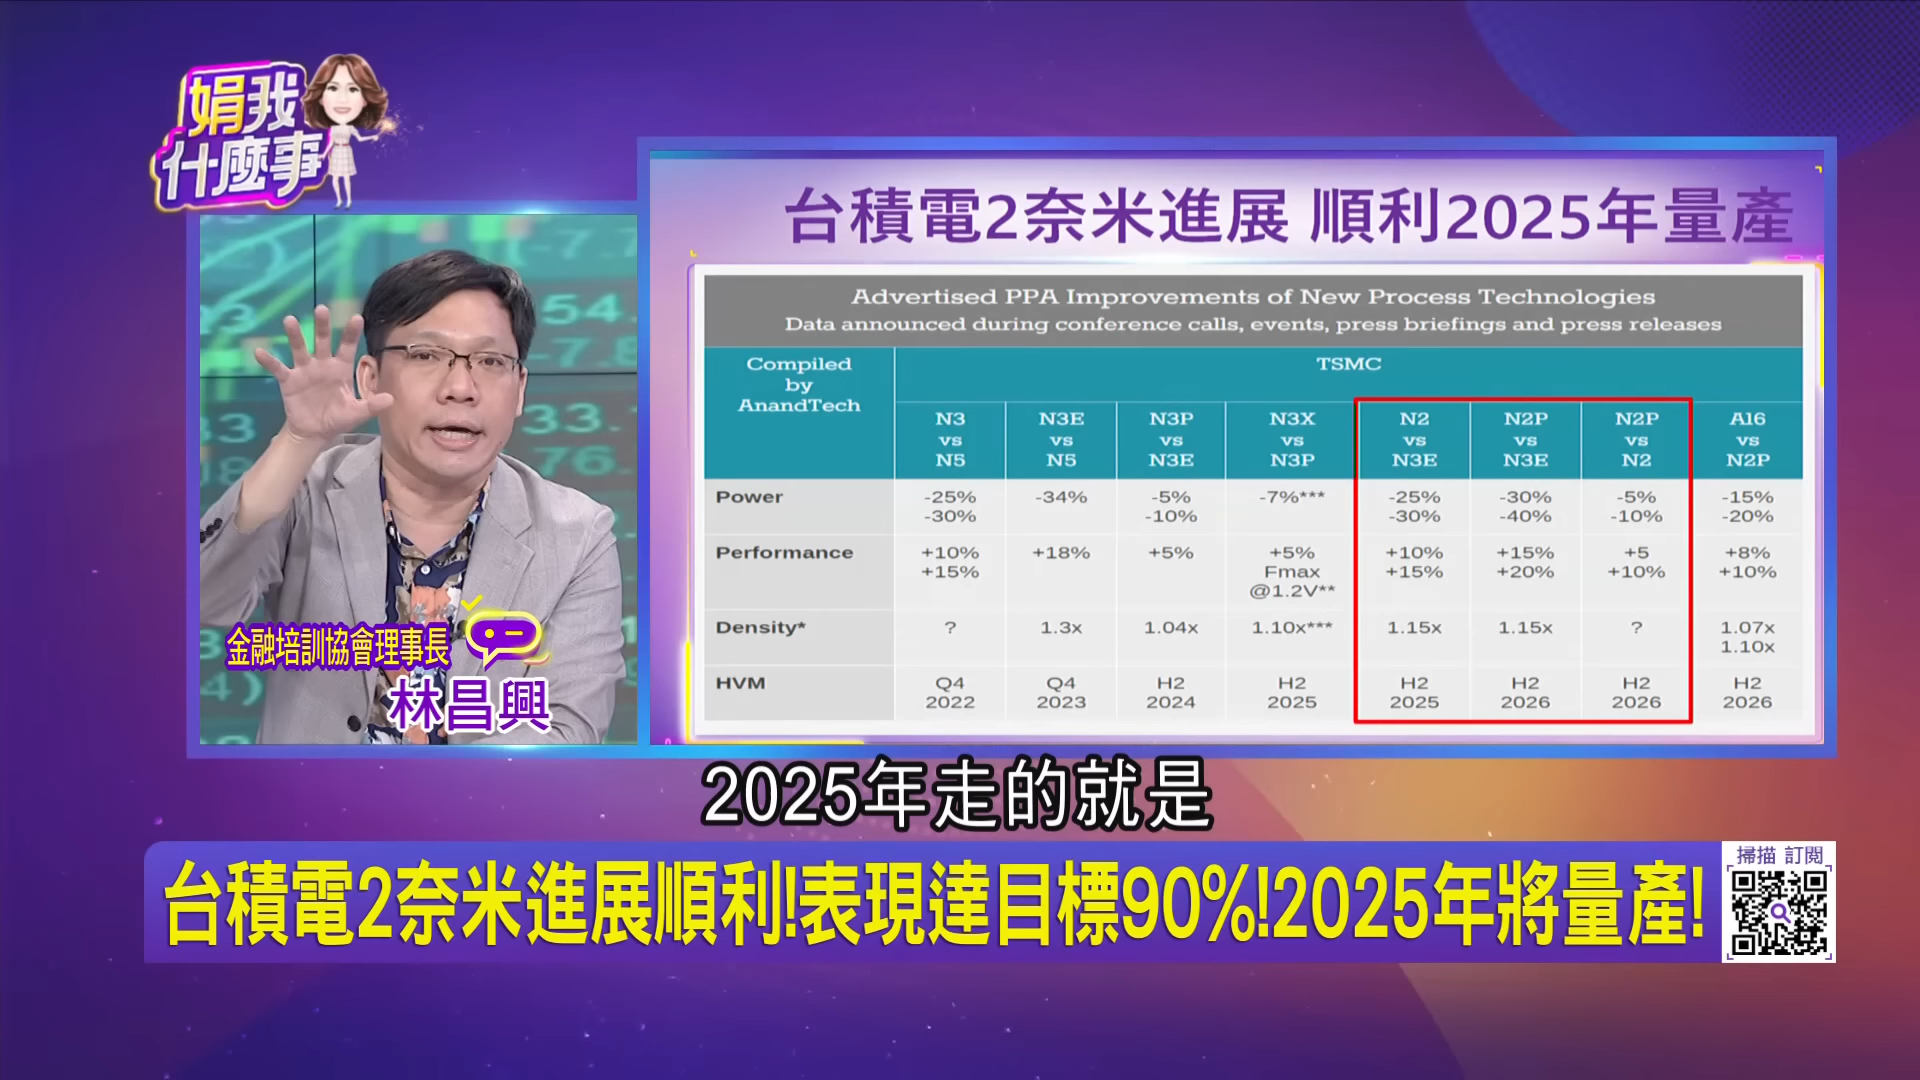 娟我
什麼事
台積電2奈米進展 順利2025年量產
Advertised PPA Improvements of New Process Technologies
Data announced during conference calls, events, press briefings and press releases
Compiled
by
AnandTech
TSMC
N3 vs N5
N3E vs N5
N3P vs N3E
N3X vs N3P
N2 vs N3E
N2P vs N3E
N2P vs N2
A16 vs N2P
Power
-25% -30%
-34%
-5% -10%
-7%***
-25% -30%
-30% -40%
-5% -10%
-15% -20%
Performance
+10% +15%
+18%
+5%
+5% Fmax @1.2V**
+10% +15%
+15% +20%
+5 +10%
+8% +10%
Density*
?
1.3x
1.04x
1.10x***
1.15x
1.15x
?
1.07x 1.10x
HVM
Q4 2022
Q4 2023
H2 2024
H2 2025
H2 2025
H2 2026
H2 2026
H2 2026
金融培訓協會理事長
林昌興
2025年走的就是
台積電2奈米進展順利!表現達目標90%!2025年將量產!
掃描 訂閱